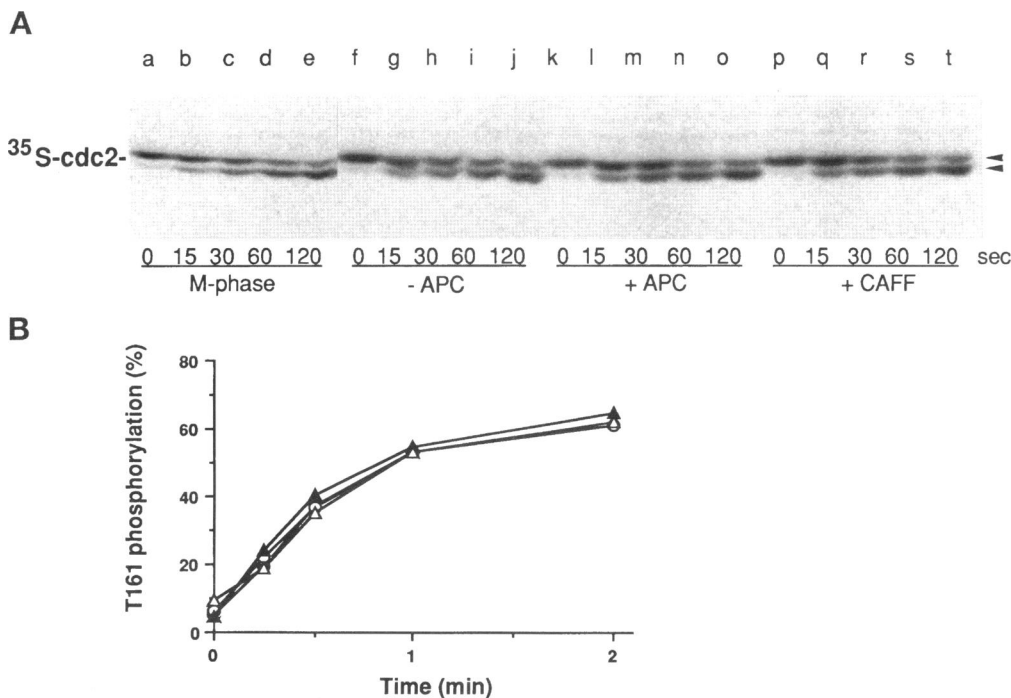 A
a b c d e f g h i j k l m n o p q r s t
35S-cdc2-
0 15 30 60 120 0 15 30 60 120 0 15 30 60 120 0 15 30 60 120 sec
M-phase - APC + APC + CAFF
B
T161 phosphorylation (%)
80
60
40
20
0
0 1 2
Time (min)